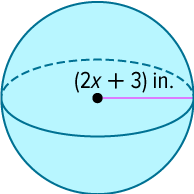 (2x + 3) in.